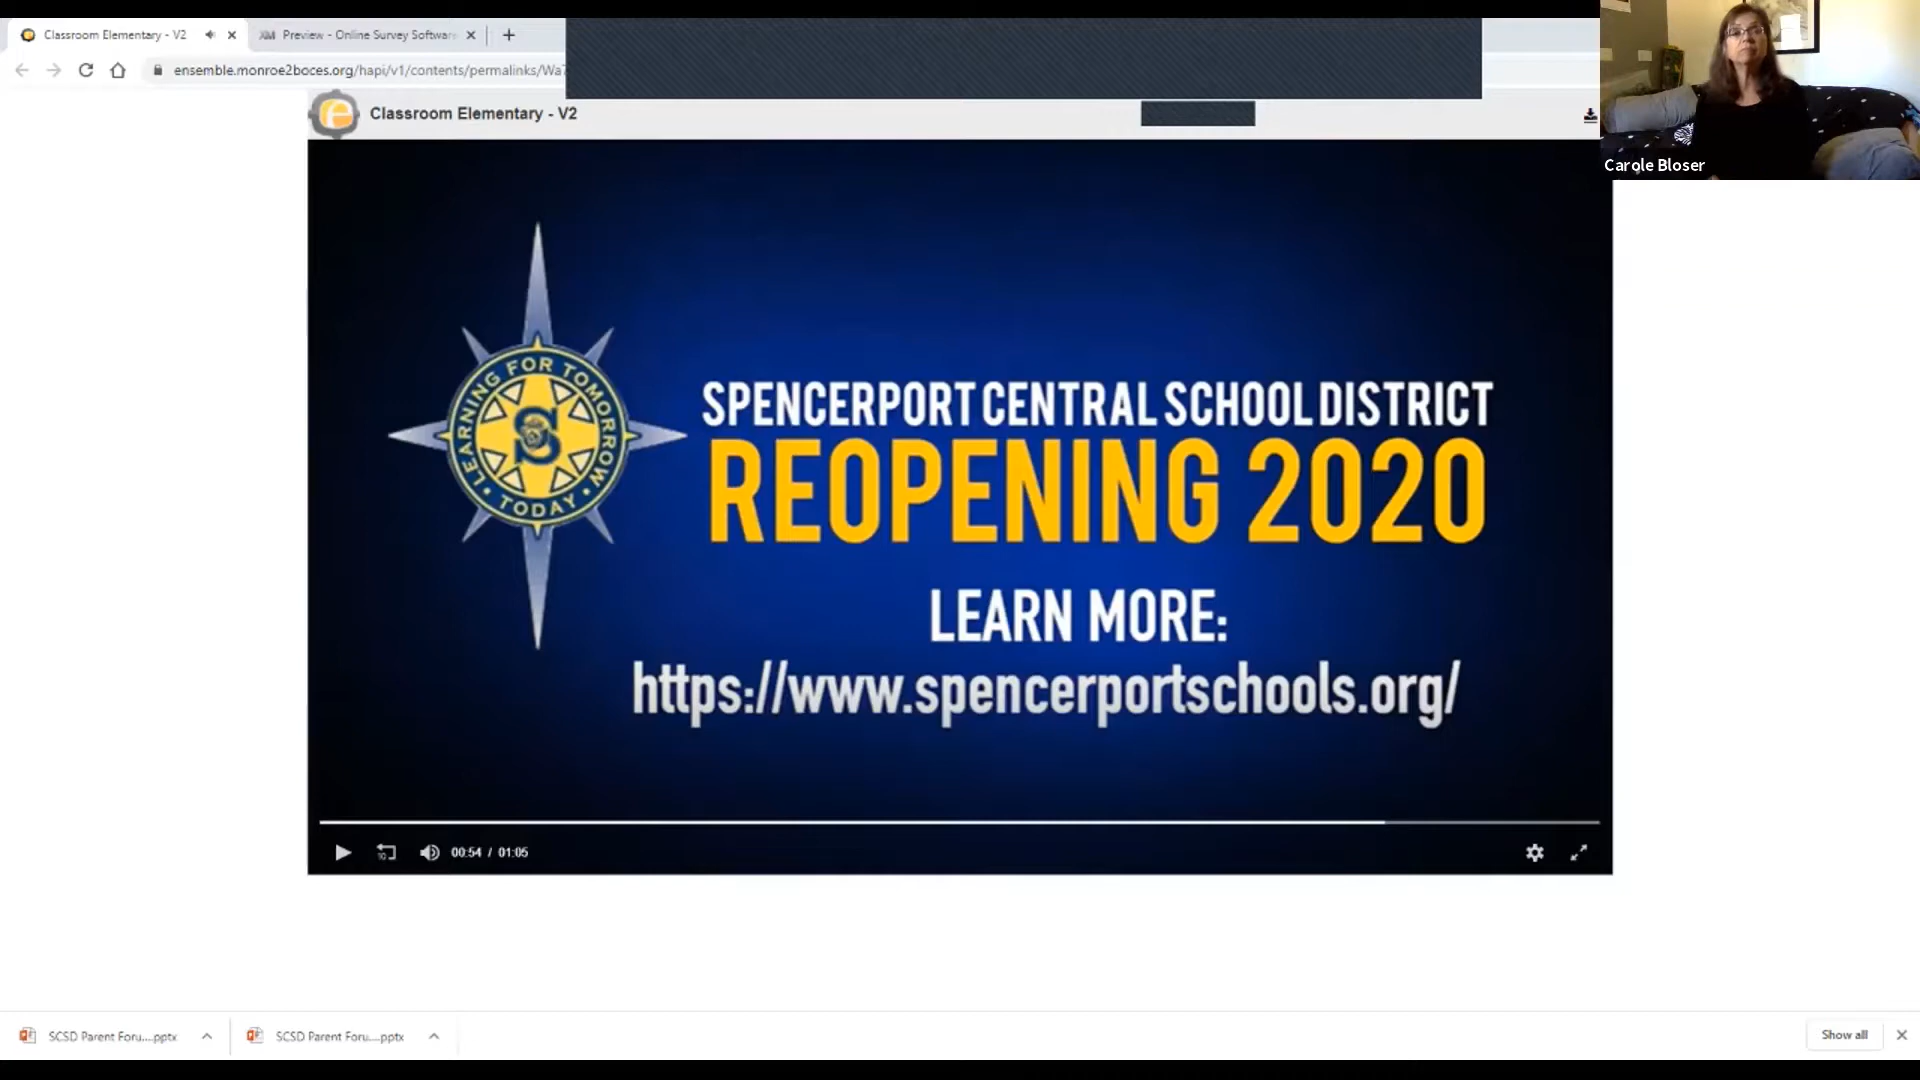 Classroom Elementary - V2
Preview - Online Survey Software
ensemble.monroe2boces.org/hapi/v1/contents/permalinks/Wa
Classroom Elementary - V2
Carole Bloser
LEARNING FOR TOMORROW
• TODAY •
S
SPENCERPORT CENTRAL SCHOOL DISTRICT
REOPENING 2020
LEARN MORE:
https://www.spencerportschools.org/
10
00:54 / 01:05
SCSD Parent Foru....pptx
SCSD Parent Foru....pptx
Show all